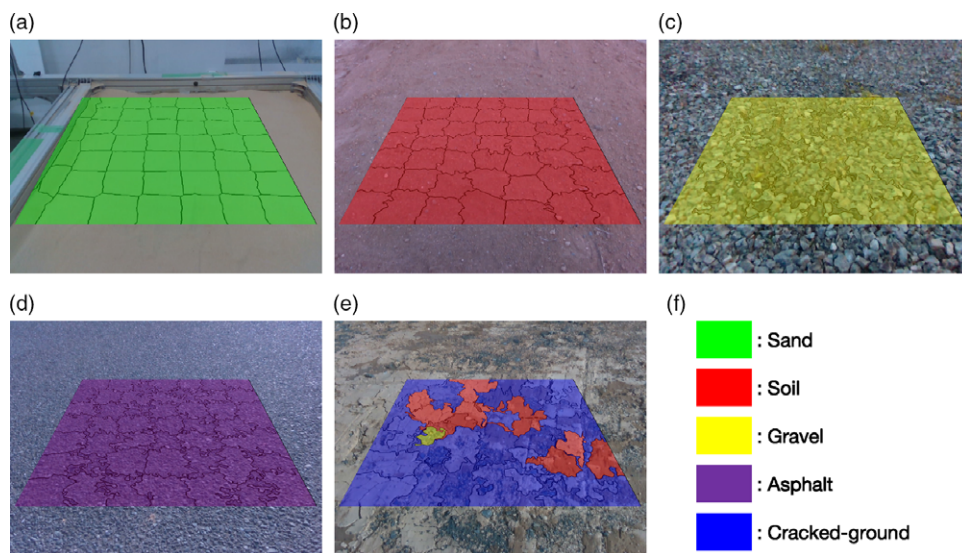 (a)
(b)
(c)
(d)
(e)
(f)
: Sand
: Soil
: Gravel
: Asphalt
: Cracked-ground